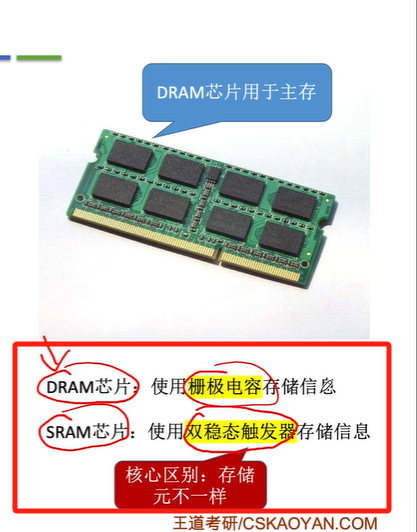 DRAM芯片用于主存
DRAM芯片：使用栅极电容存储信息
SRAM芯片：使用双稳态触发器存储信息
核心区别：存储
元不一样
王道考研/CSKAOYAN.COM